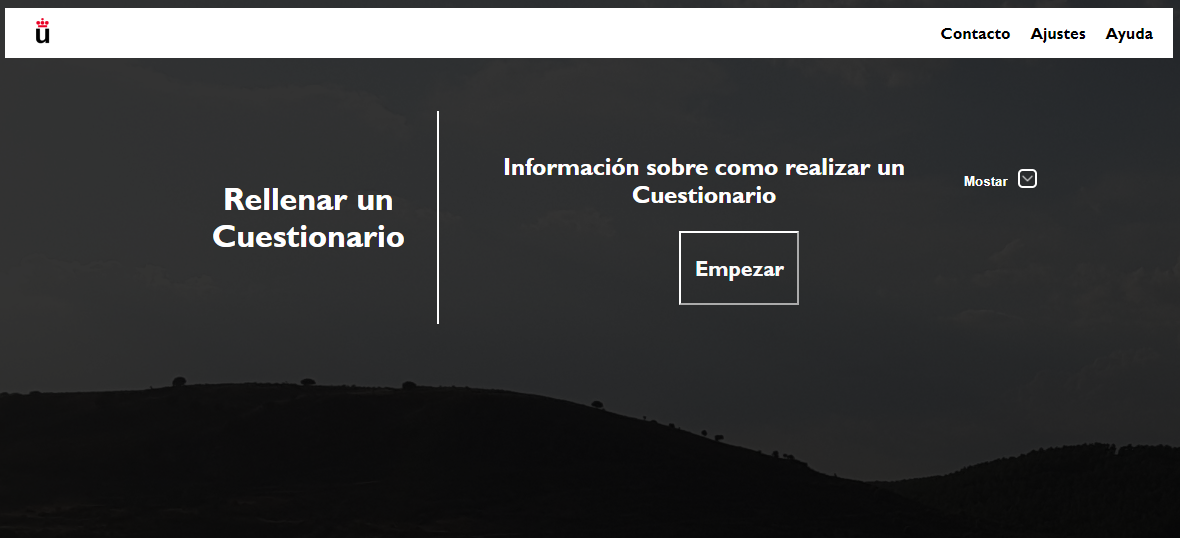 ü
Contacto Ajustes Ayuda
Rellenar un
Cuestionario
Información sobre como realizar un
Cuestionario
Mostar
Empezar